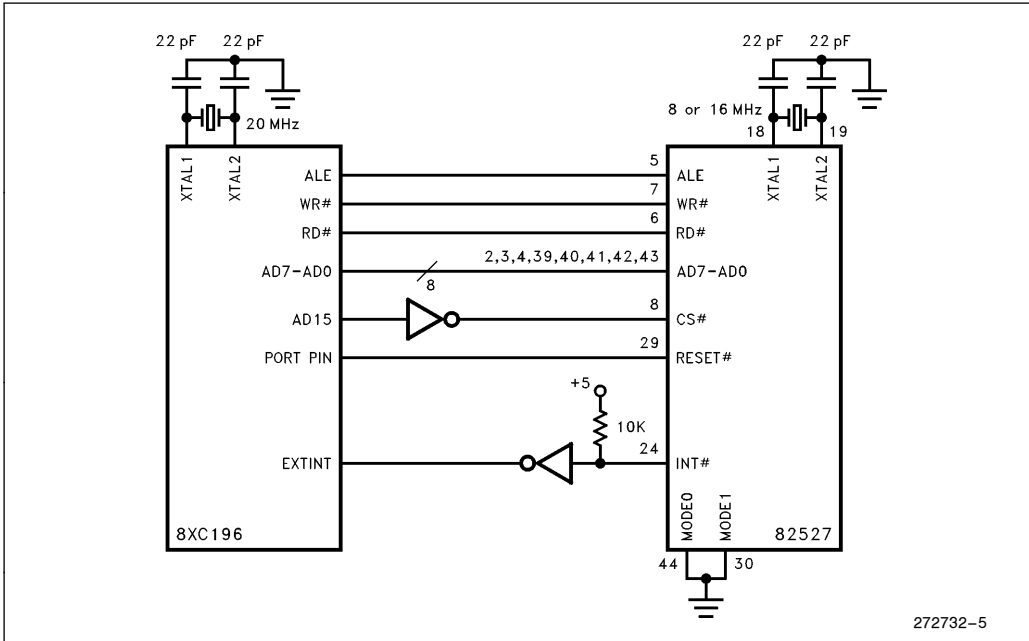 22 pF 22 pF
20 MHz
XTAL1
XTAL2
ALE
WR#
RD#
AD7-AD0
AD15
PORT PIN
EXTINT
8XC196
8
+5
10K
22 pF 22 pF
8 or 16 MHz
18
19
XTAL1
XTAL2
5
ALE
7
WR#
6
RD#
2,3,4,39,40,41,42,43
AD7-AD0
8
CS#
29
RESET#
24
INT#
MODE0
MODE1
82527
44
30
272732-5